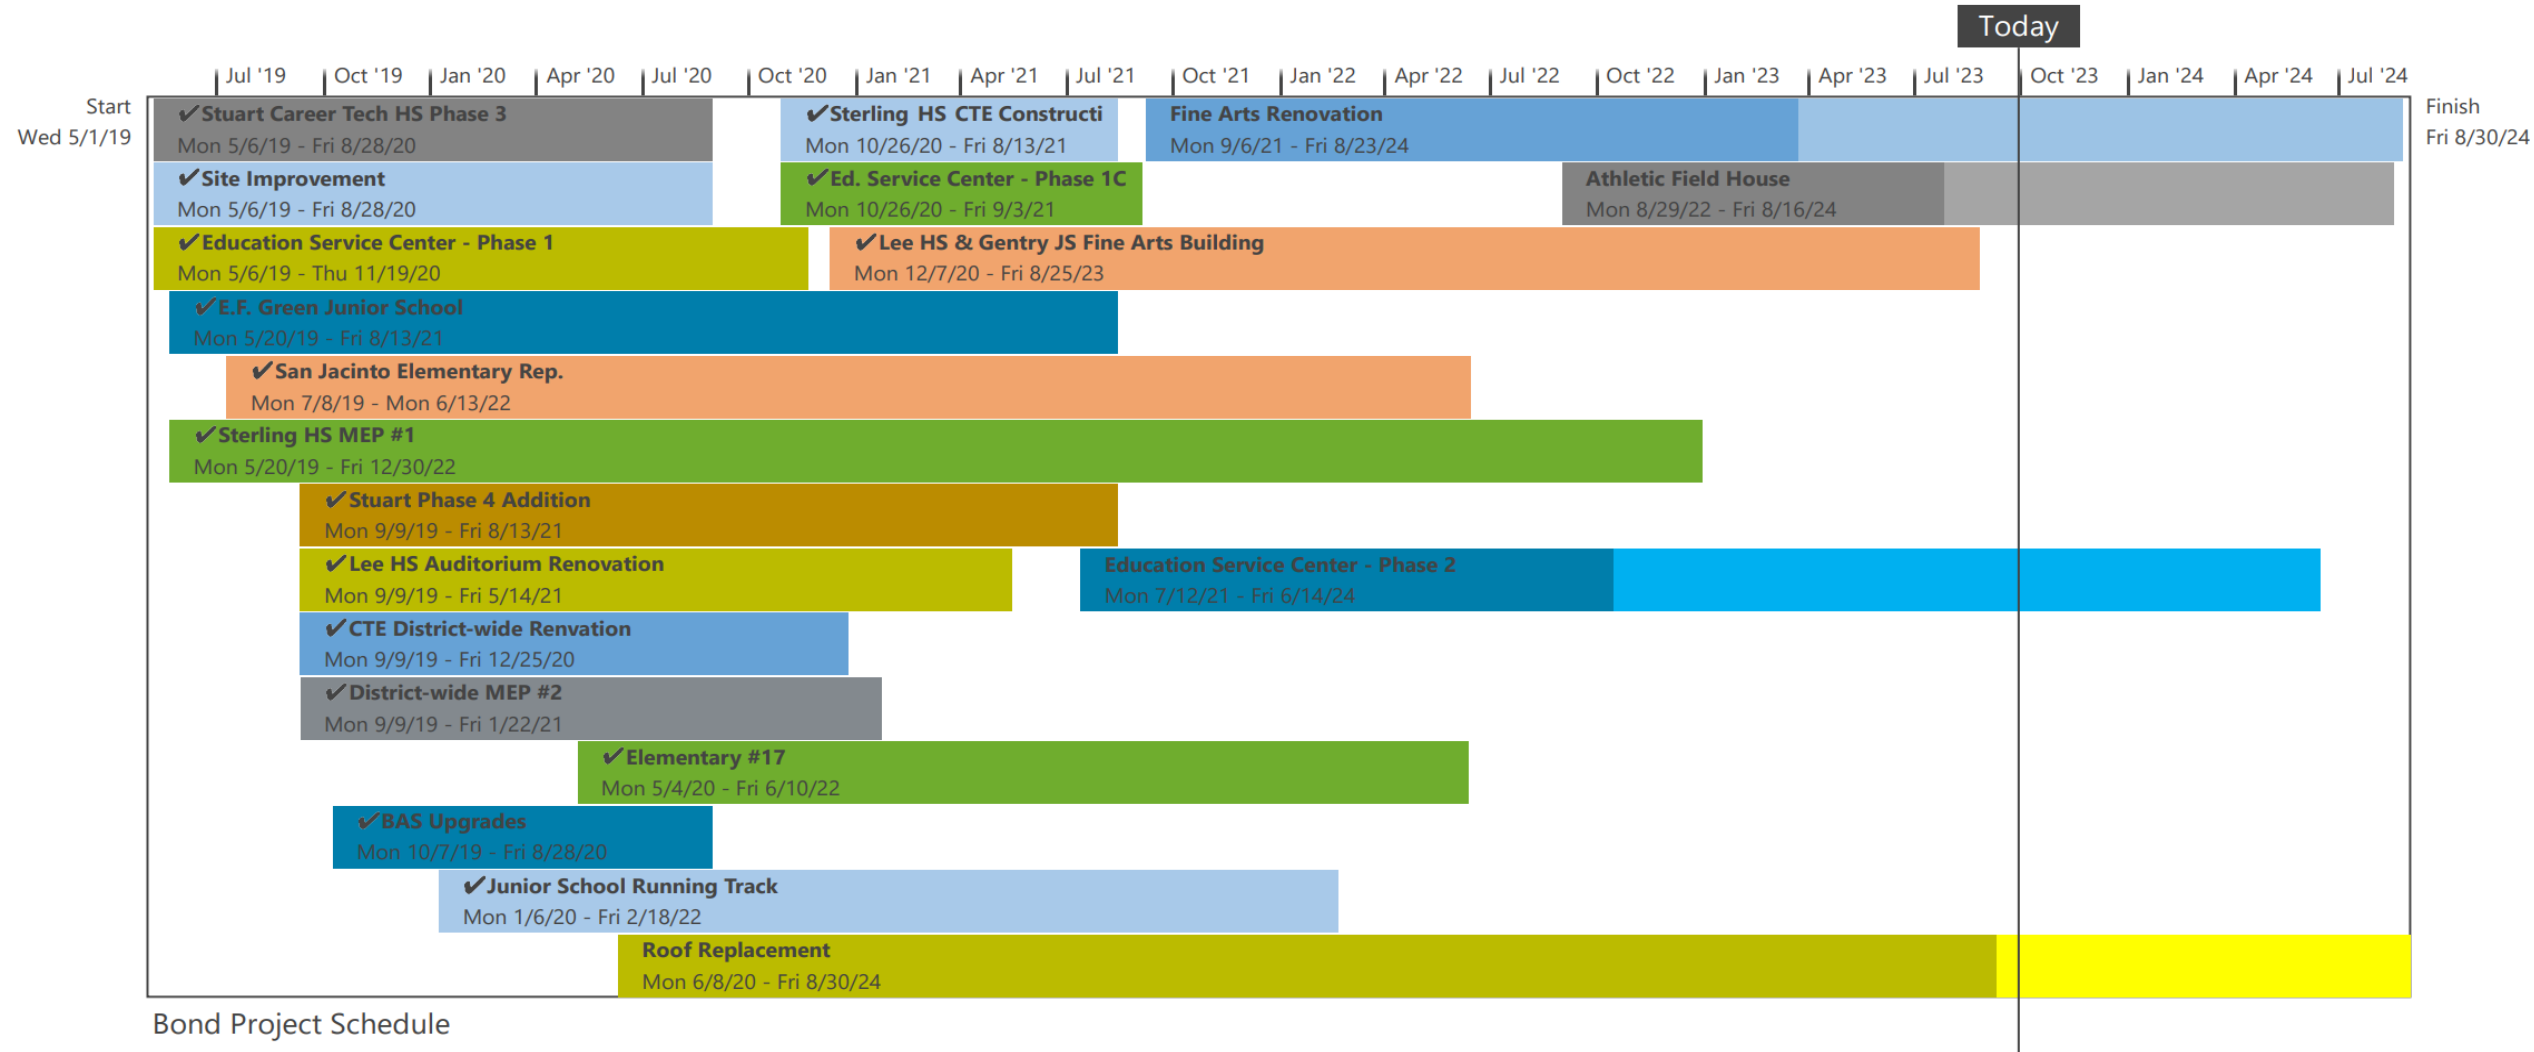 Today
Jul '19 Oct '19 Jan '20 Apr '20 Jul '20 Oct '20 Jan '21 Apr '21 Jul '21 Oct '21 Jan '22 Apr '22 Jul '22 Oct '22 Jan '23 Apr '23 Jul '23 Oct '23 Jan '24 Apr '24 Jul '24
Start
Wed 5/1/19
Finish
Fri 8/30/24
✔Stuart Career Tech HS Phase 3
Mon 5/6/19 - Fri 8/28/20
✔Sterling HS CTE Constructi
Mon 10/26/20 - Fri 8/13/21
Fine Arts Renovation
Mon 9/6/21 - Fri 8/23/24
✔Site Improvement
Mon 5/6/19 - Fri 8/28/20
✔Ed. Service Center - Phase 1C
Mon 10/26/20 - Fri 9/3/21
Athletic Field House
Mon 8/29/22 - Fri 8/16/24
✔Education Service Center - Phase 1
Mon 5/6/19 - Thu 11/19/20
✔Lee HS & Gentry JS Fine Arts Building
Mon 12/7/20 - Fri 8/25/23
✔E.F. Green Junior School
Mon 5/20/19 - Fri 8/13/21
✔San Jacinto Elementary Rep.
Mon 7/8/19 - Mon 6/13/22
✔Sterling HS MEP #1
Mon 5/20/19 - Fri 12/30/22
✔Stuart Phase 4 Addition
Mon 9/9/19 - Fri 8/13/21
✔Lee HS Auditorium Renovation
Mon 9/9/19 - Fri 5/14/21
Education Service Center - Phase 2
Mon 7/12/21 - Fri 6/14/24
✔CTE District-wide Renvation
Mon 9/9/19 - Fri 12/25/20
✔District-wide MEP #2
Mon 9/9/19 - Fri 1/22/21
✔Elementary #17
Mon 5/4/20 - Fri 6/10/22
✔BAS Upgrades
Mon 10/7/19 - Fri 8/28/20
✔Junior School Running Track
Mon 1/6/20 - Fri 2/18/22
Roof Replacement
Mon 6/8/20 - Fri 8/30/24
Bond Project Schedule